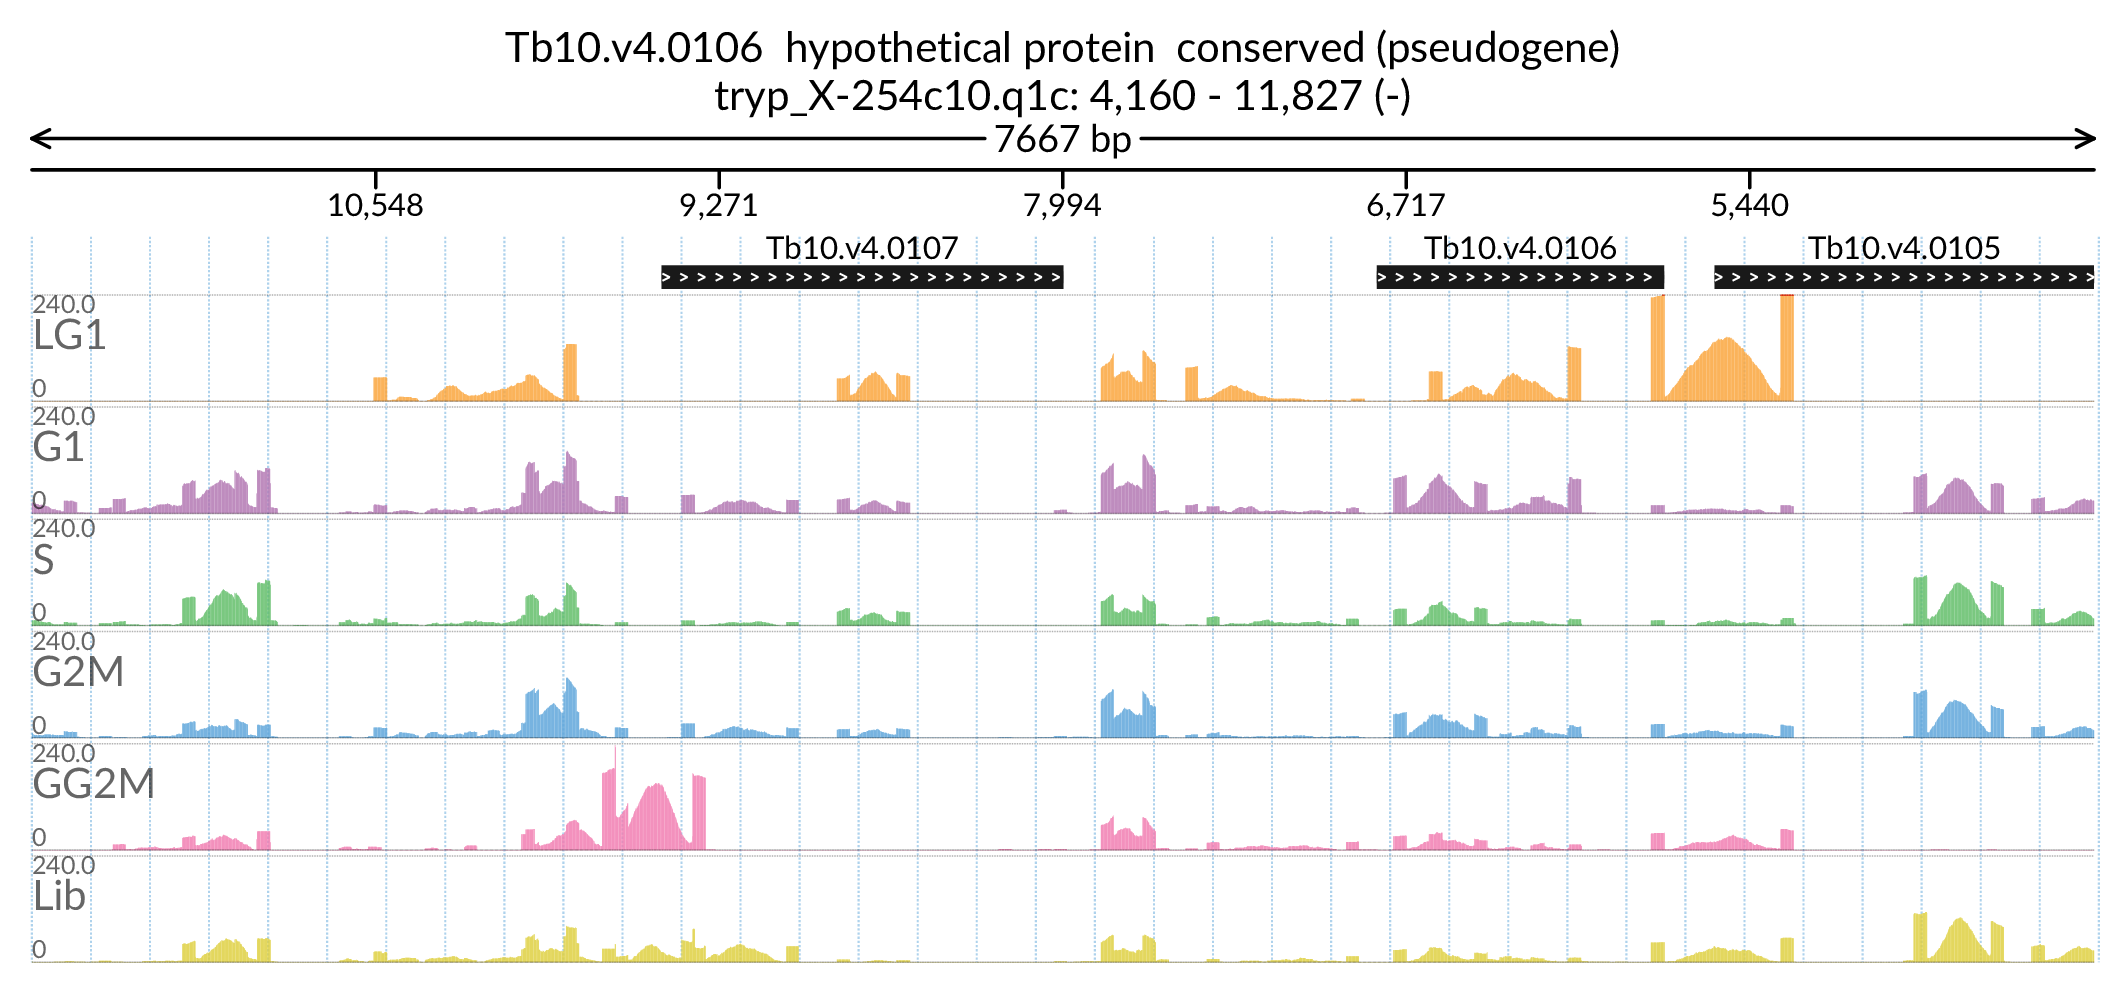 Tb10.v4.0106 hypothetical protein conserved (pseudogene)
tryp_X-254c10.q1c: 4,160 - 11,827 (-)
7667 bp
10,548 9,271 7,994 6,717 5,440
Tb10.v4.0107 Tb10.v4.0106 Tb10.v4.0105
240.0
LG1
0
240.0
G1
0
240.0
S
0
240.0
G2M
0
240.0
GG2M
0
240.0
Lib
0